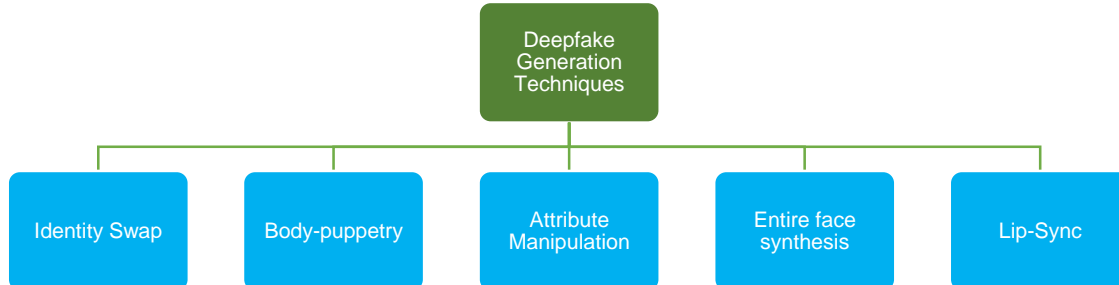 Deepfake
Generation
Techniques
Identity Swap
Body-puppetry
Attribute
Manipulation
Entire face
synthesis
Lip-Sync